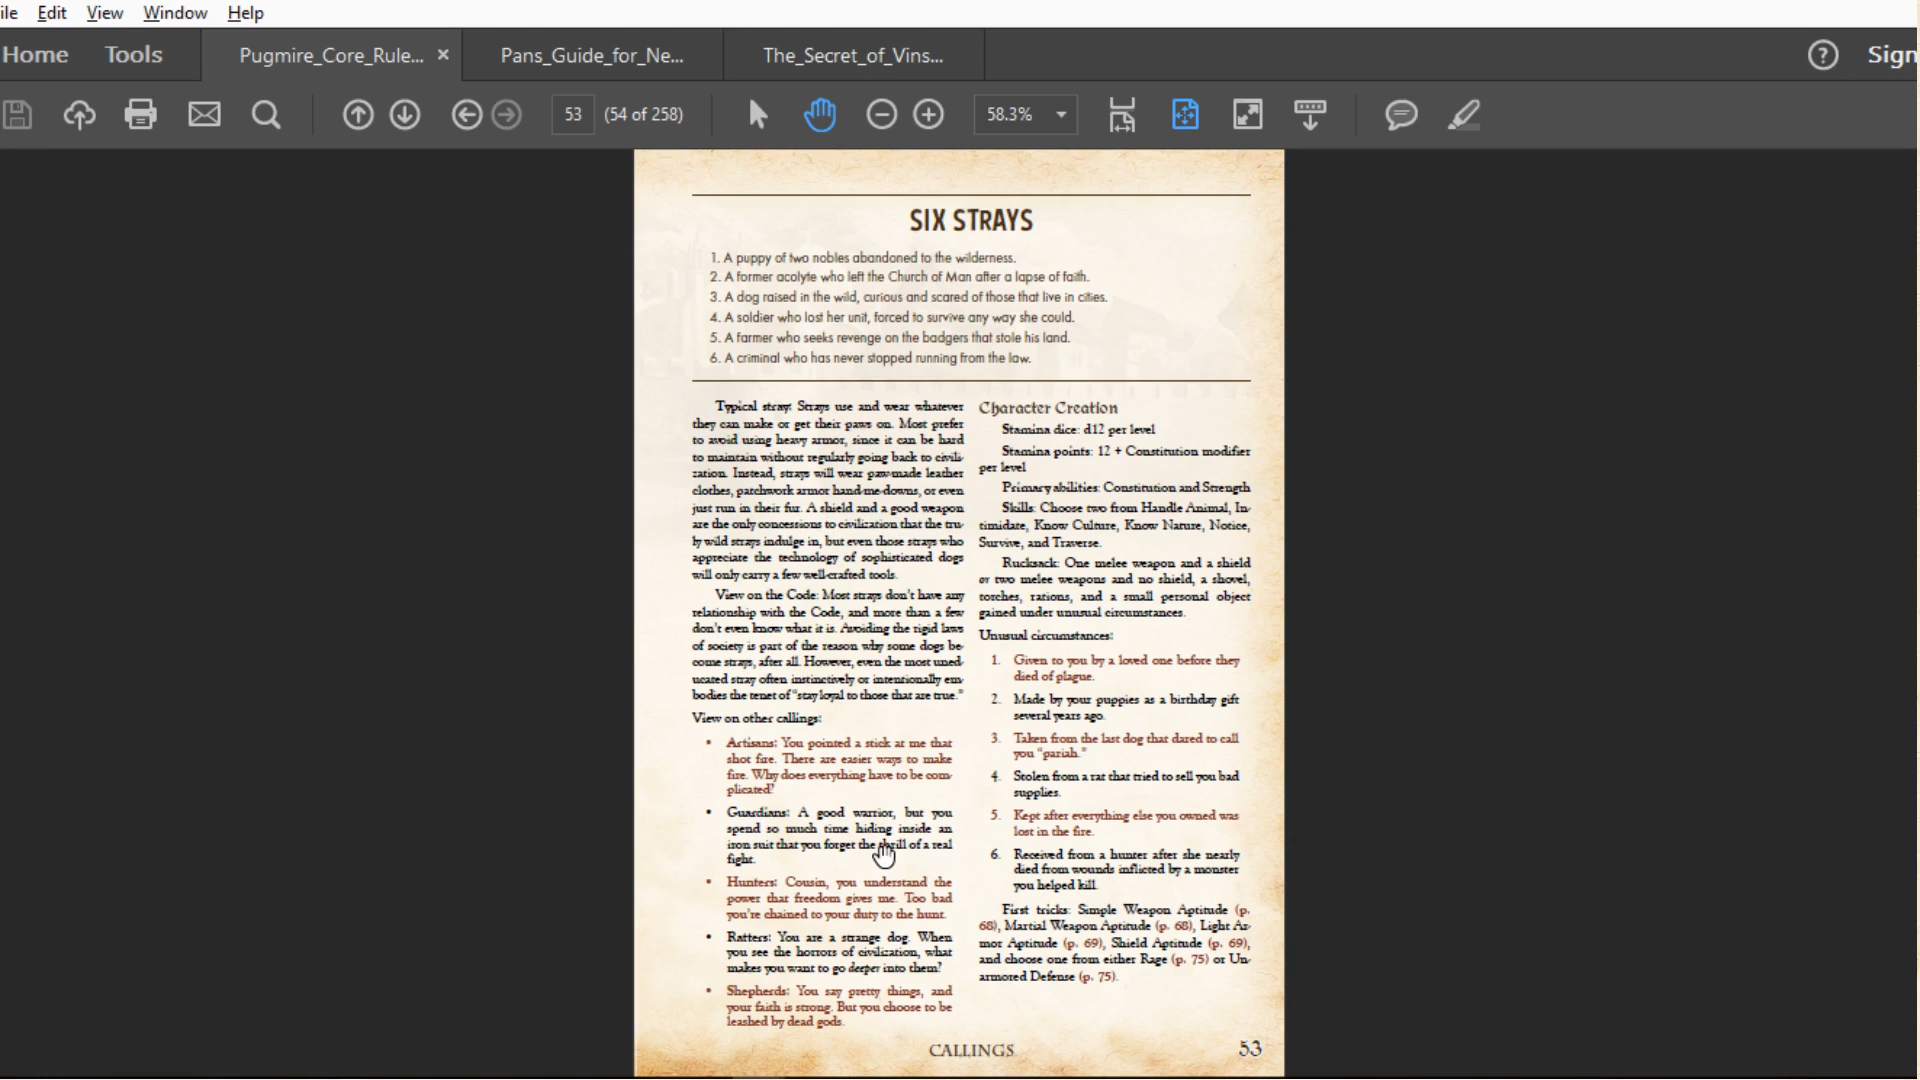 ile Edit View Window Help
Home Tools Pugmire_Core_Rule... × Pans_Guide_for_Ne... The_Secret_of_Vins... ? Sign
53 (54 of 258) 58.3%
SIX STRAYS
1. A puppy of two nobles abandoned to the wilderness.
2. A former acolyte who left the Church of Man after a lapse of faith.
3. A dog raised in the wild, curious and scared of those that live in cities.
4. A soldier who lost her unit, forced to survive any way she could.
5. A farmer who seeks revenge on the badgers that stole his land.
6. A criminal who has never stopped running from the law.
Typical stray: Strays use and wear whatever
they can make or get their paws on. Most prefer
to avoid using heavy armor, since it can be hard
to maintain without regularly going back to civili-
zation. Instead, strays will wear paw-made leather
clothes, patchwork armor hand-me-downs, or even
just run in their fur. A shield and a good weapon
are the only concessions to civilization that the tru-
ly wild strays indulge in, but even those strays who
appreciate the technology of sophisticated dogs
will only carry a few well-crafted tools.
View on the Code: Most strays don't have any
relationship with the Code, and more than a few
don't even know what it is. Avoiding the rigid laws
of society is part of the reason why some dogs be-
come strays, after all. However, even the most uned-
ucated stray often instinctively or intentionally em-
bodies the tenet of "stay loyal to those that are true."
View on other callings:
• Artisans: You pointed a stick at me that
shot fire. There are easier ways to make
fire. Why does everything have to be com-
plicated?
• Guardians: A good warrior, but you
spend so much time hiding inside an
iron suit that you forget the thrill of a real
fight.
• Hunters: Cousin, you understand the
power that freedom gives me. Too bad
you're chained to your duty to the hunt.
• Ratters: You are a strange dog. When
you see the horrors of civilization, what
makes you want to go deeper into them?
• Shepherds: You say pretty things, and
your faith is strong. But you choose to be
leashed by dead gods.
Character Creation
Stamina dice: d12 per level
Stamina points: 12 + Constitution modifier
per level
Primary abilities: Constitution and Strength
Skills: Choose two from Handle Animal, In-
timidate, Know Culture, Know Nature, Notice,
Survive, and Traverse.
Rucksack: One melee weapon and a shield
or two melee weapons and no shield, a shovel,
torches, rations, and a small personal object
gained under unusual circumstances.
Unusual circumstances:
1. Given to you by a loved one before they
died of plague.
2. Made by your puppies as a birthday gift
several years ago.
3. Taken from the last dog that dared to call
you "pariah."
4. Stolen from a rat that tried to sell you bad
supplies.
5. Kept after everything else you owned was
lost in the fire.
6. Received from a hunter after she nearly
died from wounds inflicted by a monster
you helped kill.
First tricks: Simple Weapon Aptitude (p.
68), Martial Weapon Aptitude (p. 68), Light Ar-
mor Aptitude (p. 69), Shield Aptitude (p. 69),
and choose one from either Rage (p. 75) or Un-
armored Defense (p. 75).
CALLINGS 53